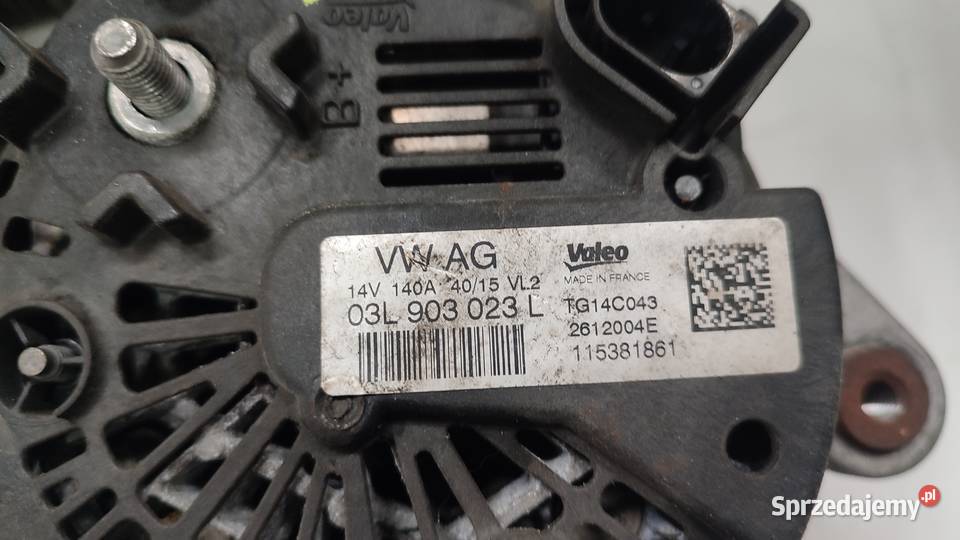 Valeo
B+
VW AG
14V 140A 40/15 VL2
03L 903 023 L
Valeo
MADE IN FRANCE
TG14C043
2612004E
115381861
Sprzedajemy.pl